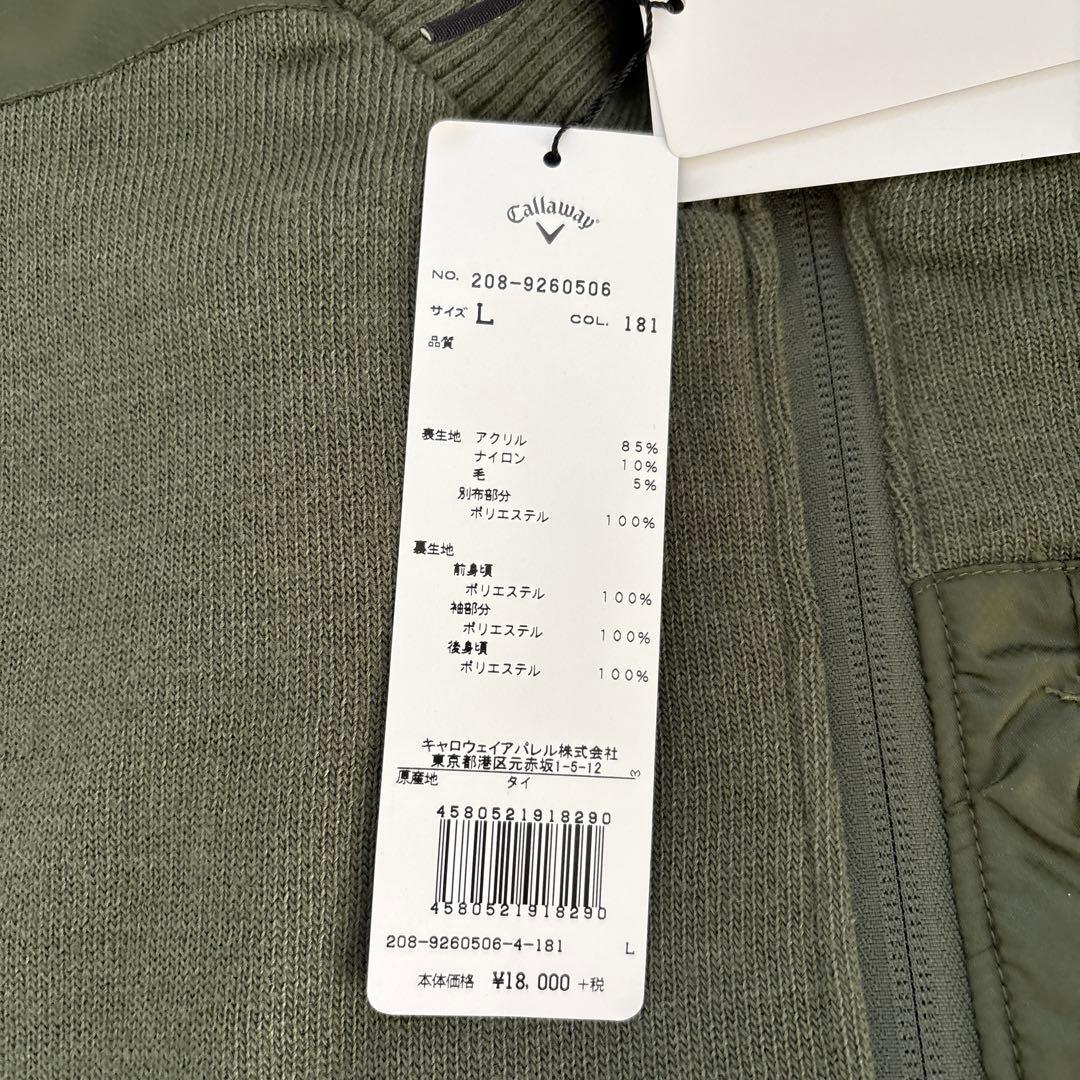 Callaway
NO. 208-9260506
サイズ L COL. 181
品質
表生地 アクリル 85%
ナイロン 10%
毛 5%
別布部分
ポリエステル 100%
裏生地
前身頃
ポリエステル 100%
袖部分
ポリエステル 100%
後身頃
ポリエステル 100%
キャロウェイアパレル株式会社
東京都港区元赤坂1-5-12 3
原産地 タイ
4580521918290
4580521918290
208-9260506-4-181 L
本体価格 ¥18,000 +税